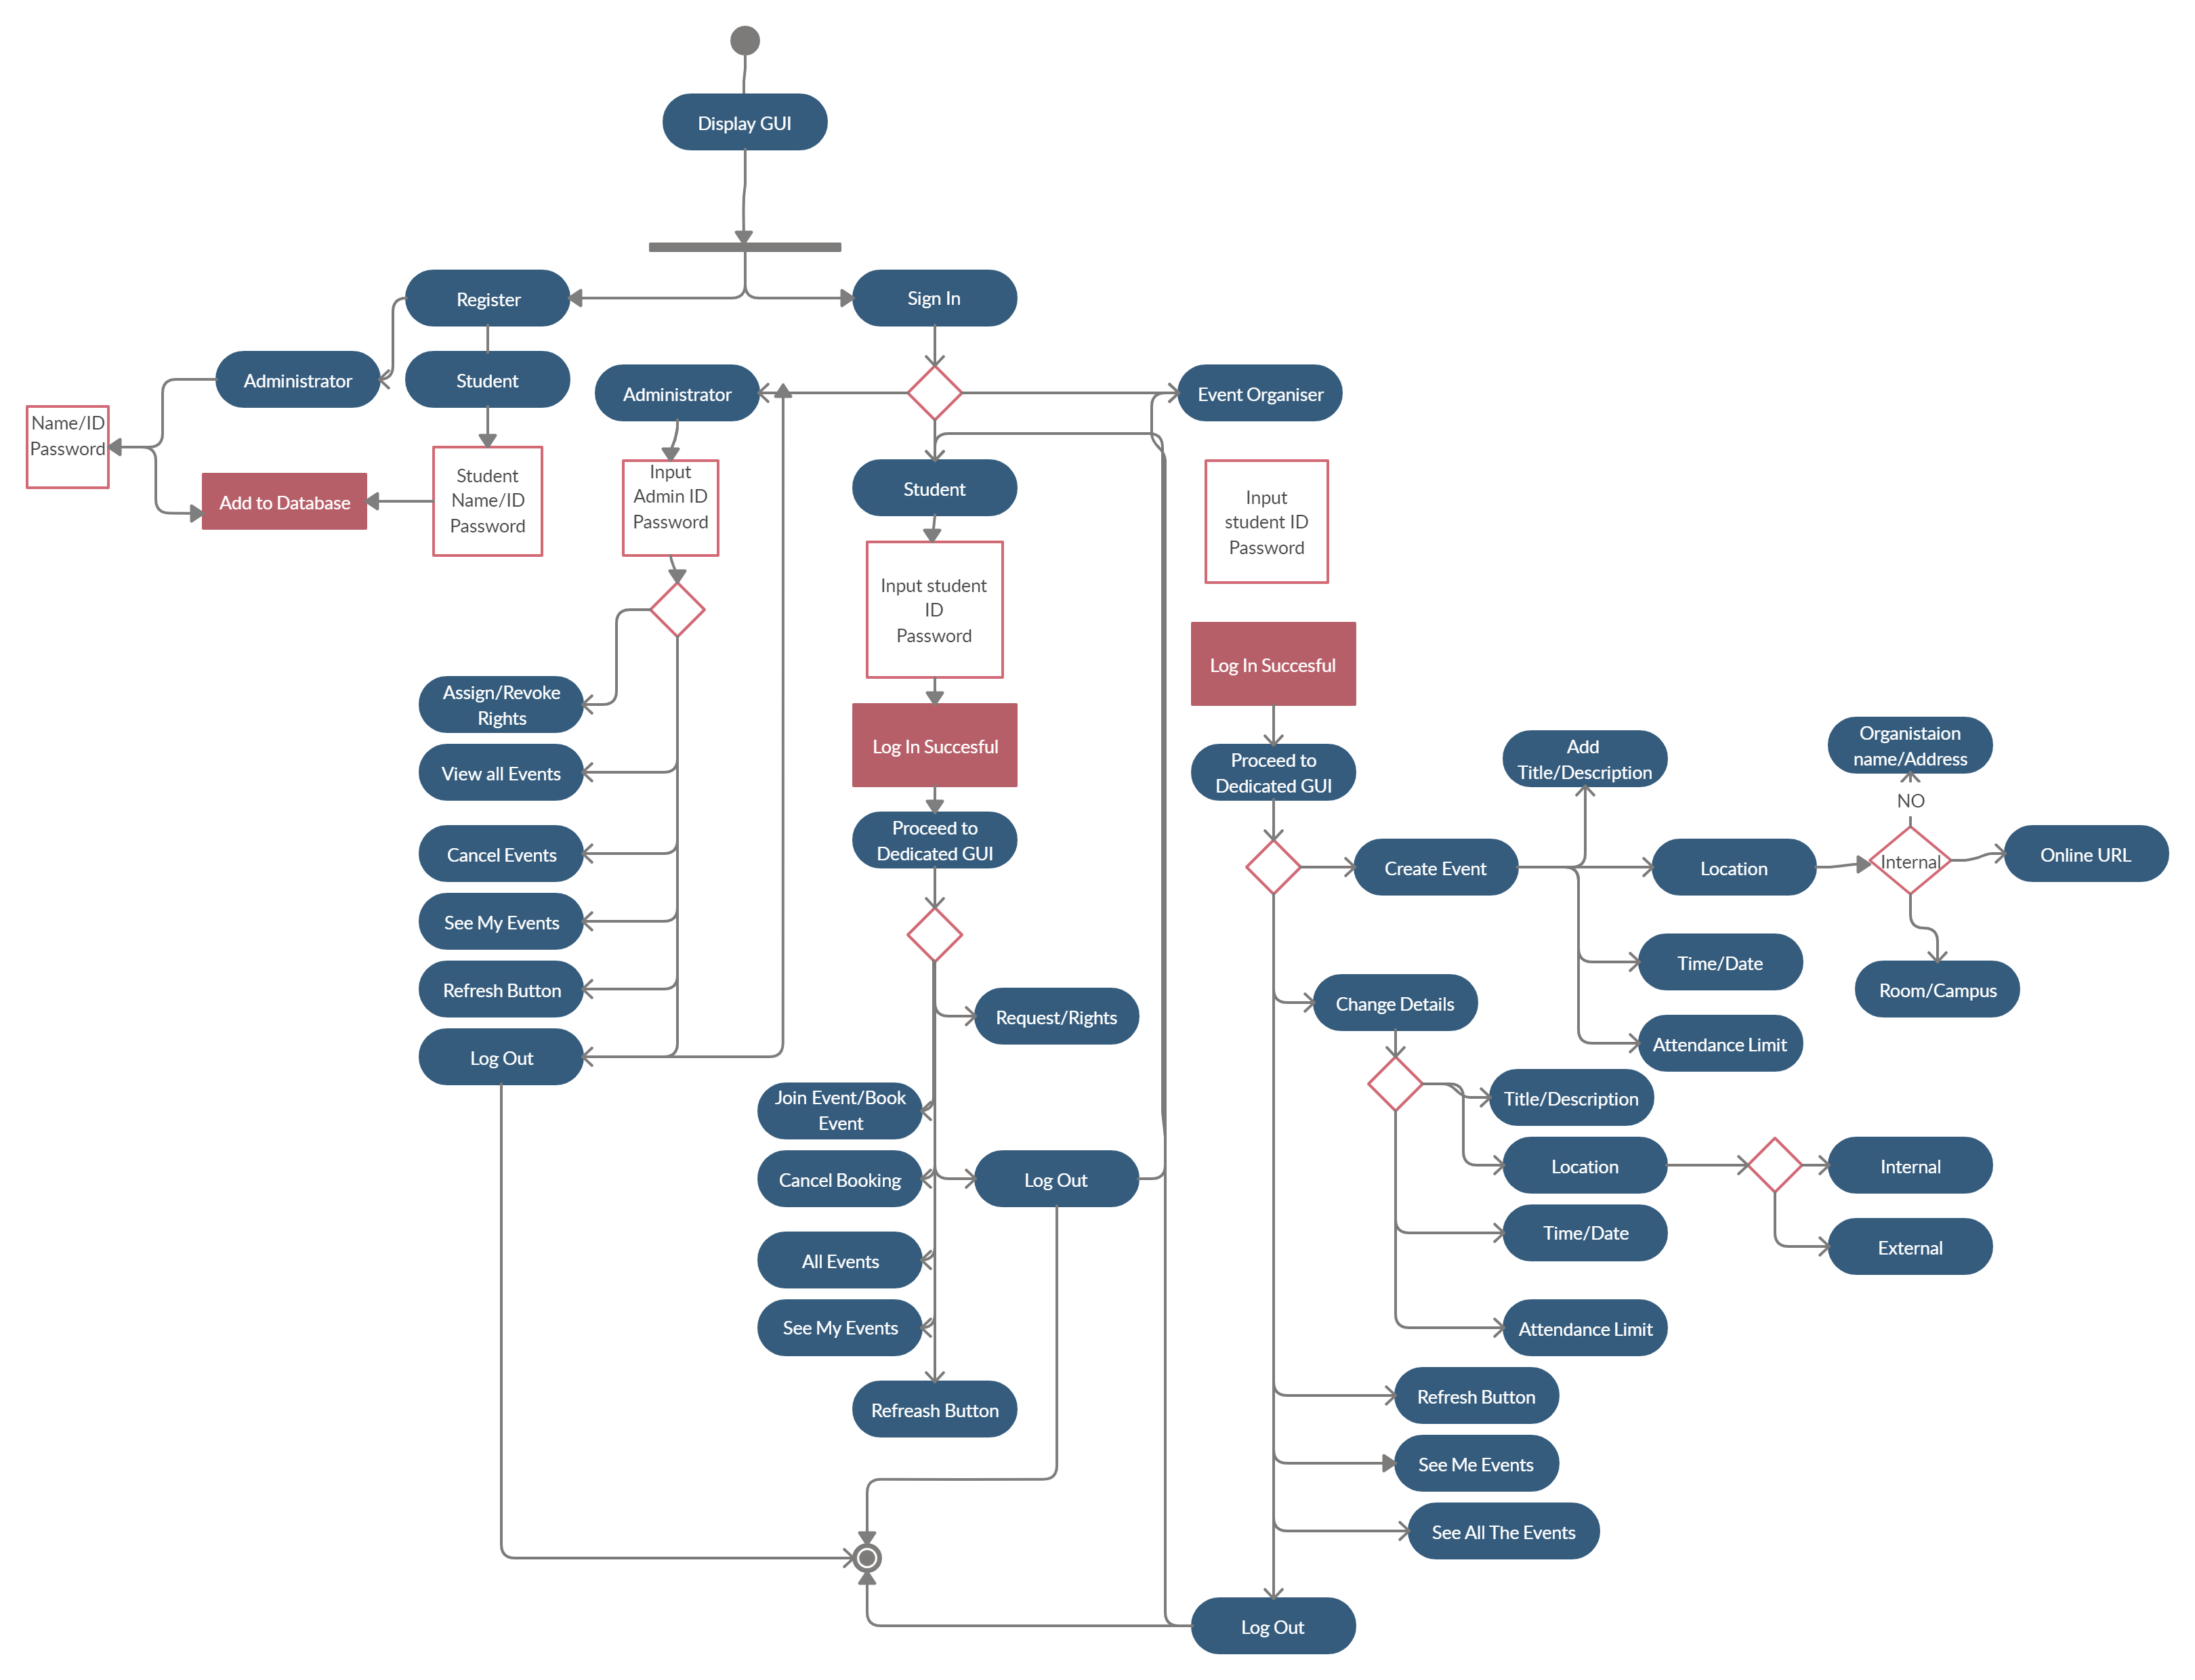 Display GUI
Register
Sign In
Administrator
Student
Administrator
Event Organiser
Name/ID
Password
Add to Database
Student
Name/ID
Password
Input
Admin ID
Password
Student
Input
student ID
Password
Input student
ID
Password
Log In Succesful
Log In Succesful
Assign/Revoke
Rights
View all Events
Cancel Events
See My Events
Refresh Button
Log Out
Proceed to
Dedicated GUI
Request/Rights
Join Event/Book
Event
Cancel Booking
Log Out
All Events
See My Events
Refreash Button
Proceed to
Dedicated GUI
Create Event
Add
Title/Description
Location
Time/Date
Attendance Limit
Organistaion
name/Address
NO
Internal
Online URL
Room/Campus
Change Details
Title/Description
Location
Internal
External
Time/Date
Attendance Limit
Refresh Button
See Me Events
See All The Events
Log Out